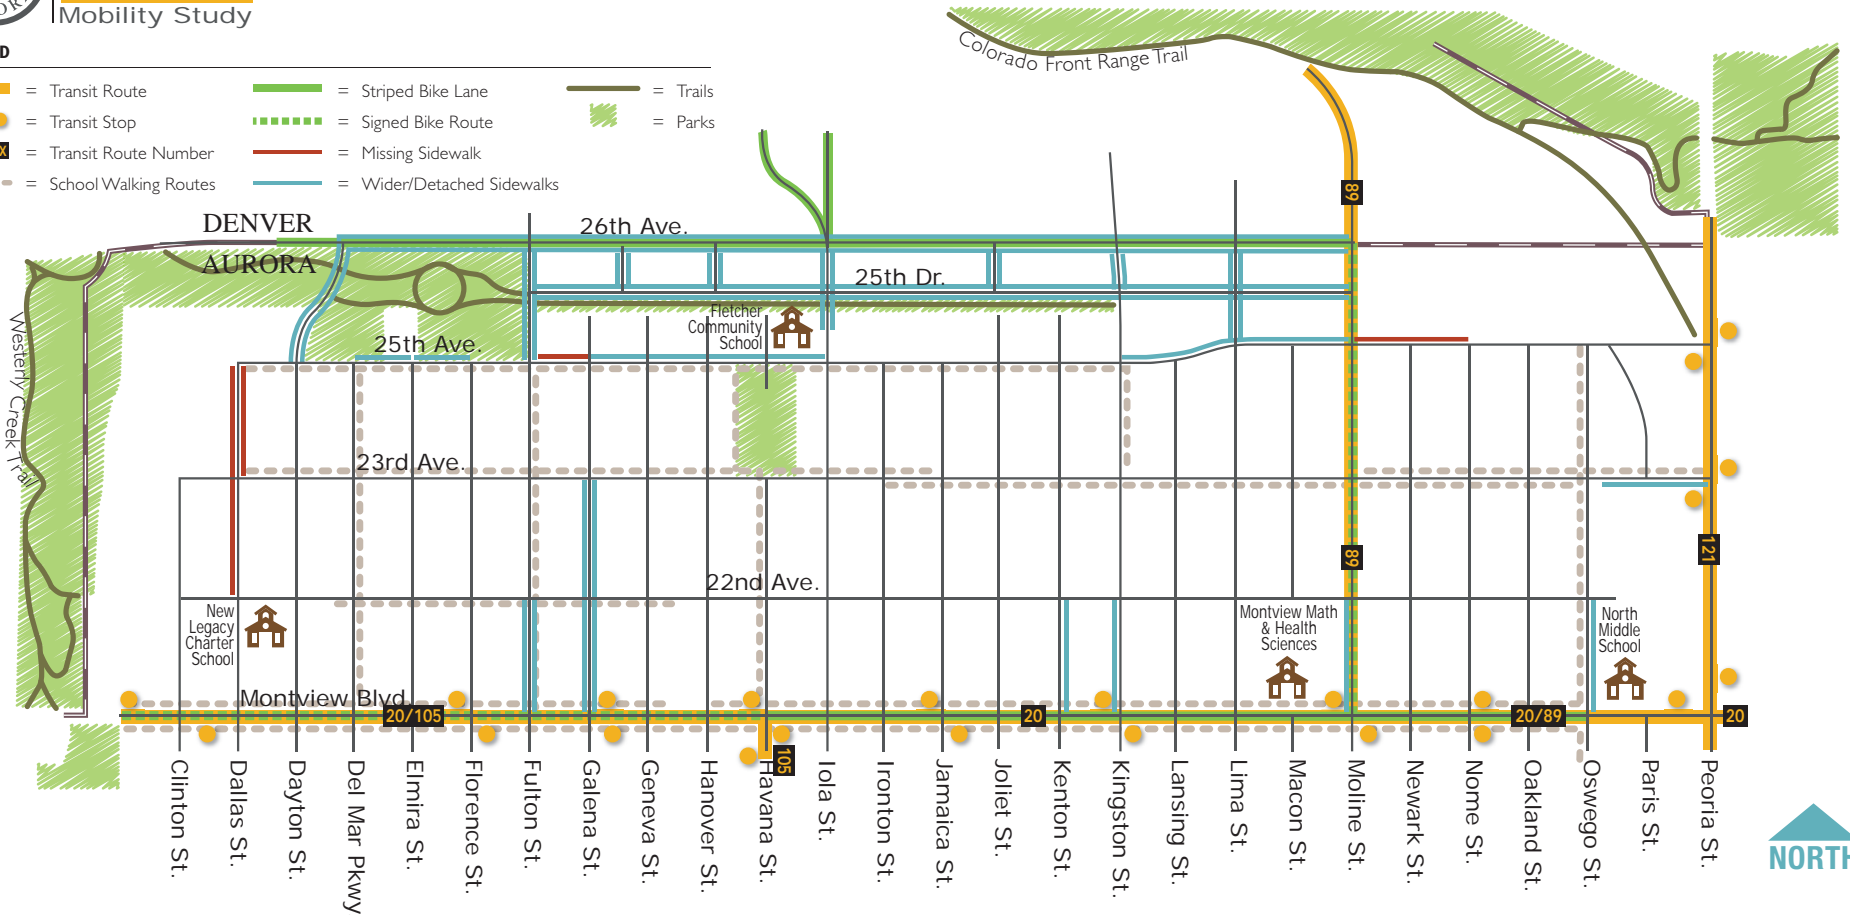 Mobility Study
= Transit Route
= Transit Stop
X = Transit Route Number
= School Walking Routes
= Striped Bike Lane
= Signed Bike Route
= Missing Sidewalk
= Wider/Detached Sidewalks
= Trails
= Parks
Colorado Front Range Trail
DENVER
AURORA
26th Ave.
25th Dr.
89
Fletcher
Community
School
25th Ave.
Westerly Creek Trail
23rd Ave.
22nd Ave.
89
121
New
Legacy
Charter
School
Montview Math
& Health
Sciences
North
Middle
School
Montview Blvd.
20/105
20
20/89
20
105
Clinton St.
Dallas St.
Dayton St.
Del Mar Pkwy
Elmira St.
Florence St.
Fulton St.
Galena St.
Geneva St.
Hanover St.
Havana St.
Iola St.
Ironton St.
Jamaica St.
Joliet St.
Kenton St.
Kingston St.
Lansing St.
Lima St.
Macon St.
Moline St.
Newark St.
Nome St.
Oakland St.
Oswego St.
Paris St.
Peoria St.
NORTH